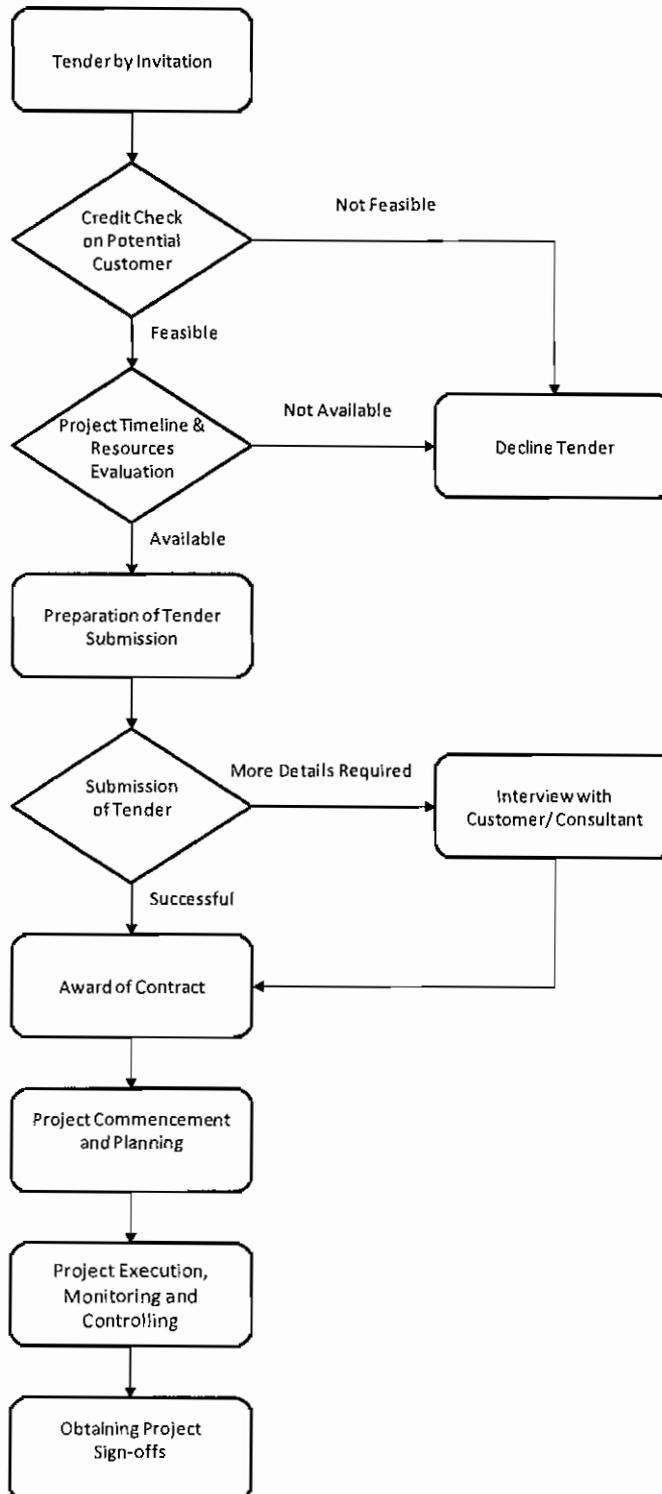 Tender by Invitation
Credit Check
on Potential
Customer
Not Feasible
Feasible
Project Timeline &
Resources
Evaluation
Not Available
Decline Tender
Available
Preparation of Tender
Submission
Submission
of Tender
More Details Required
Interview with
Customer/ Consultant
Successful
Award of Contract
Project Commencement
and Planning
Project Execution,
Monitoring and
Controlling
Obtaining Project
Sign-offs